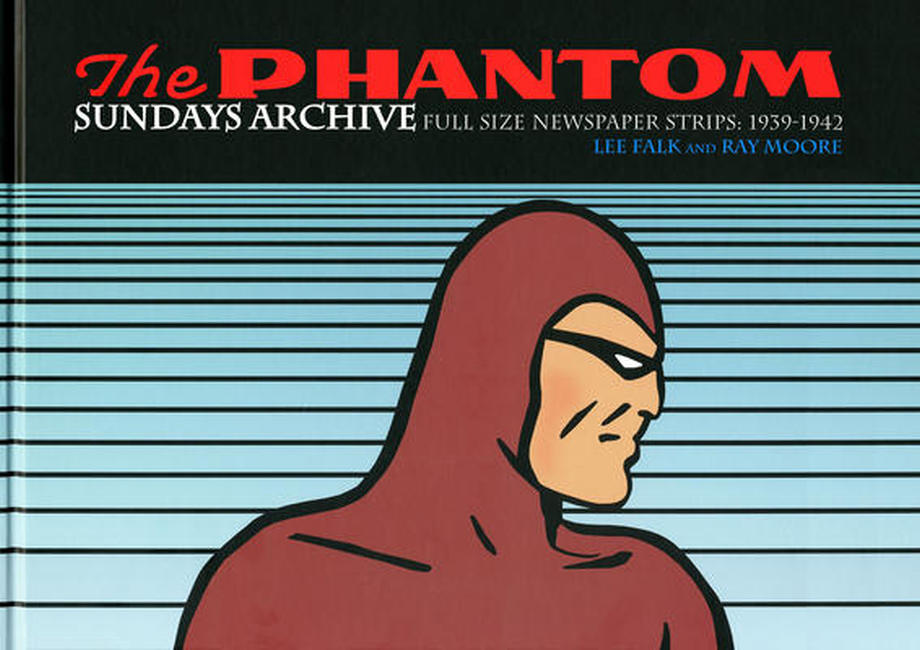 The PHANTOM
SUNDAYS ARCHIVE FULL SIZE NEWSPAPER STRIPS: 1939-1942
LEE FALK AND RAY MOORE